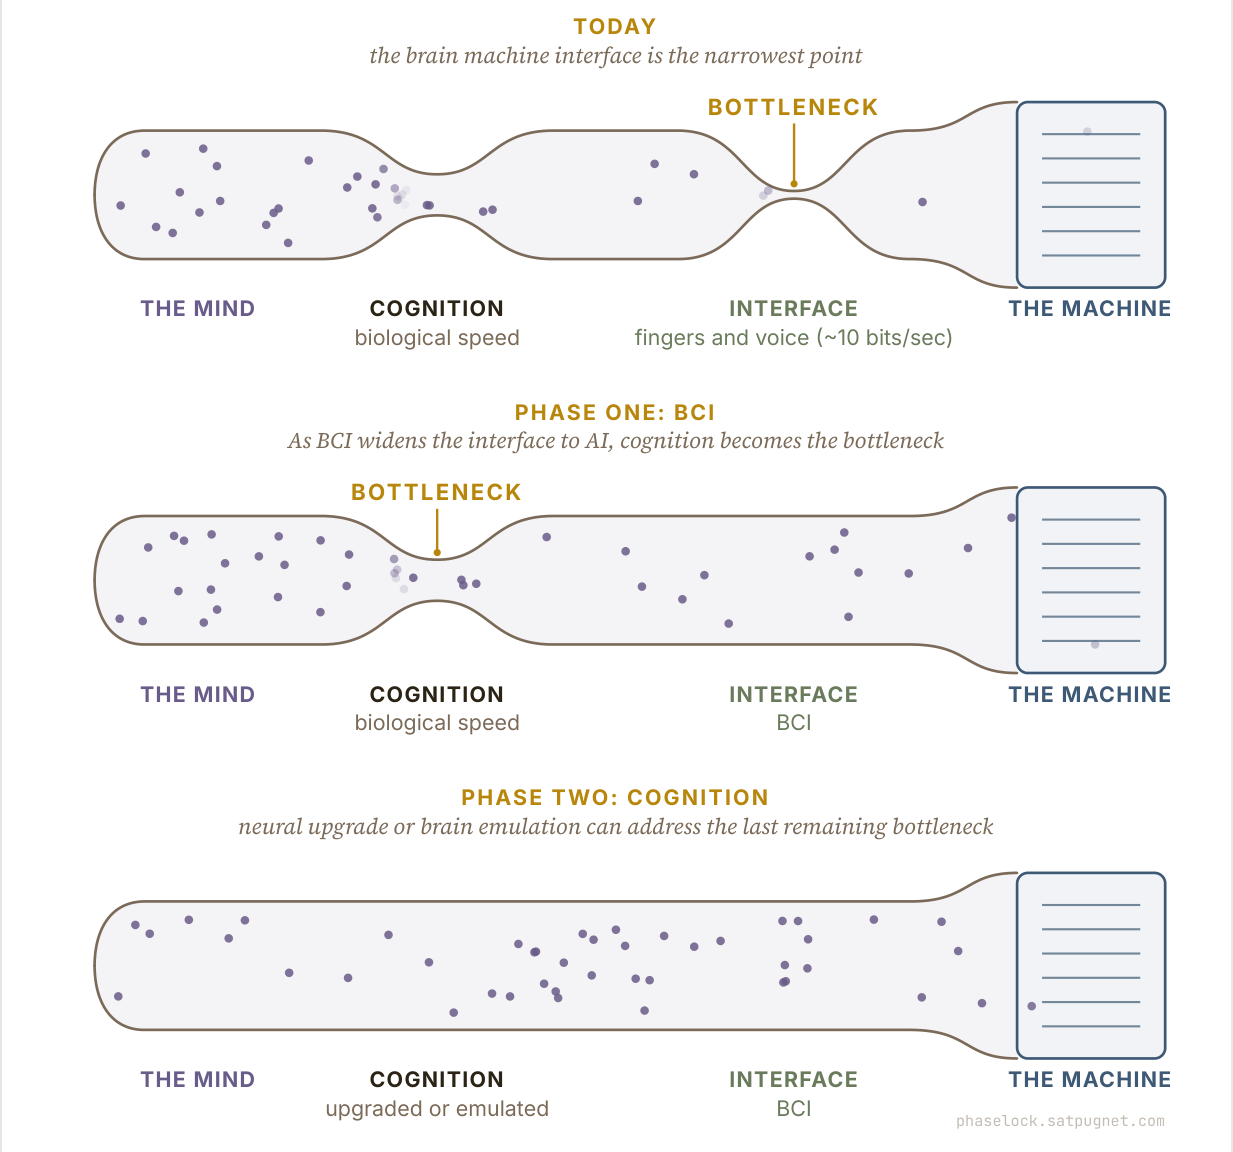 TODAY
the brain machine interface is the narrowest point
BOTTLENECK
THE MIND
COGNITION
biological speed
INTERFACE
fingers and voice (~10 bits/sec)
THE MACHINE
PHASE ONE: BCI
As BCI widens the interface to AI, cognition becomes the bottleneck
BOTTLENECK
THE MIND
COGNITION
biological speed
INTERFACE
BCI
THE MACHINE
PHASE TWO: COGNITION
neural upgrade or brain emulation can address the last remaining bottleneck
THE MIND
COGNITION
upgraded or emulated
INTERFACE
BCI
THE MACHINE
phaselock.satpugnet.com